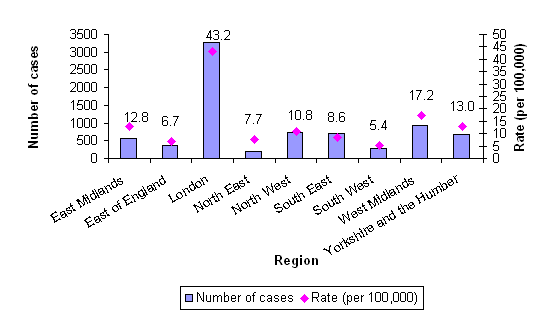 3500
3000
2500
2000
1500
1000
500
0
Number of cases
50
45
40
35
30
25
20
15
10
5
0
Rate (per 100,000)
12.8
6.7
43.2
7.7
10.8
8.6
5.4
17.2
13.0
East Midlands
East of England
London
North East
North West
South East
South West
West Midlands
Yorkshire and the Humber
Region
Number of cases
Rate (per 100,000)